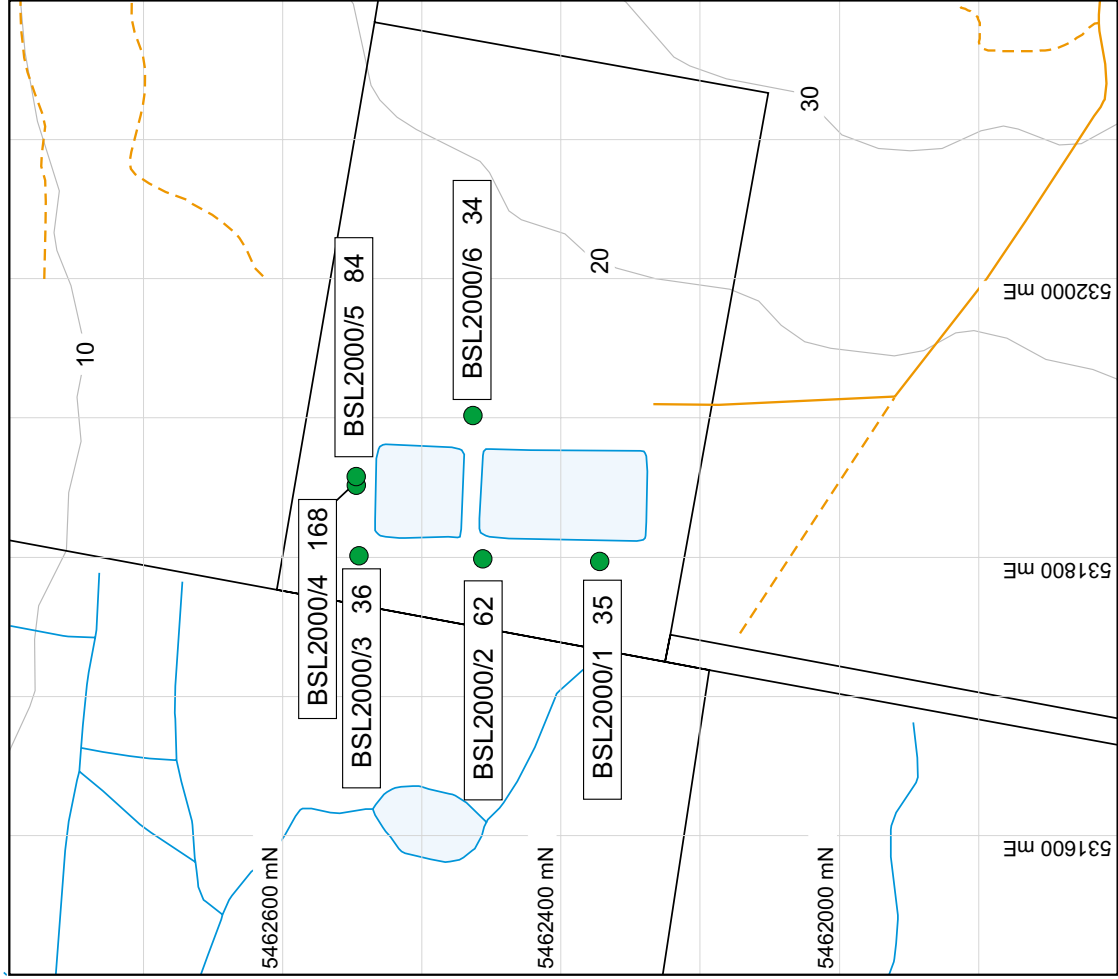 10
20
30
BSL2000/5 84
BSL2000/6 34
BSL2000/4 168
BSL2000/3 36
BSL2000/2 62
BSL2000/1 35
5462600 mN
5462400 mN
5462000 mN
532000 mE
531800 mE
531600 mE